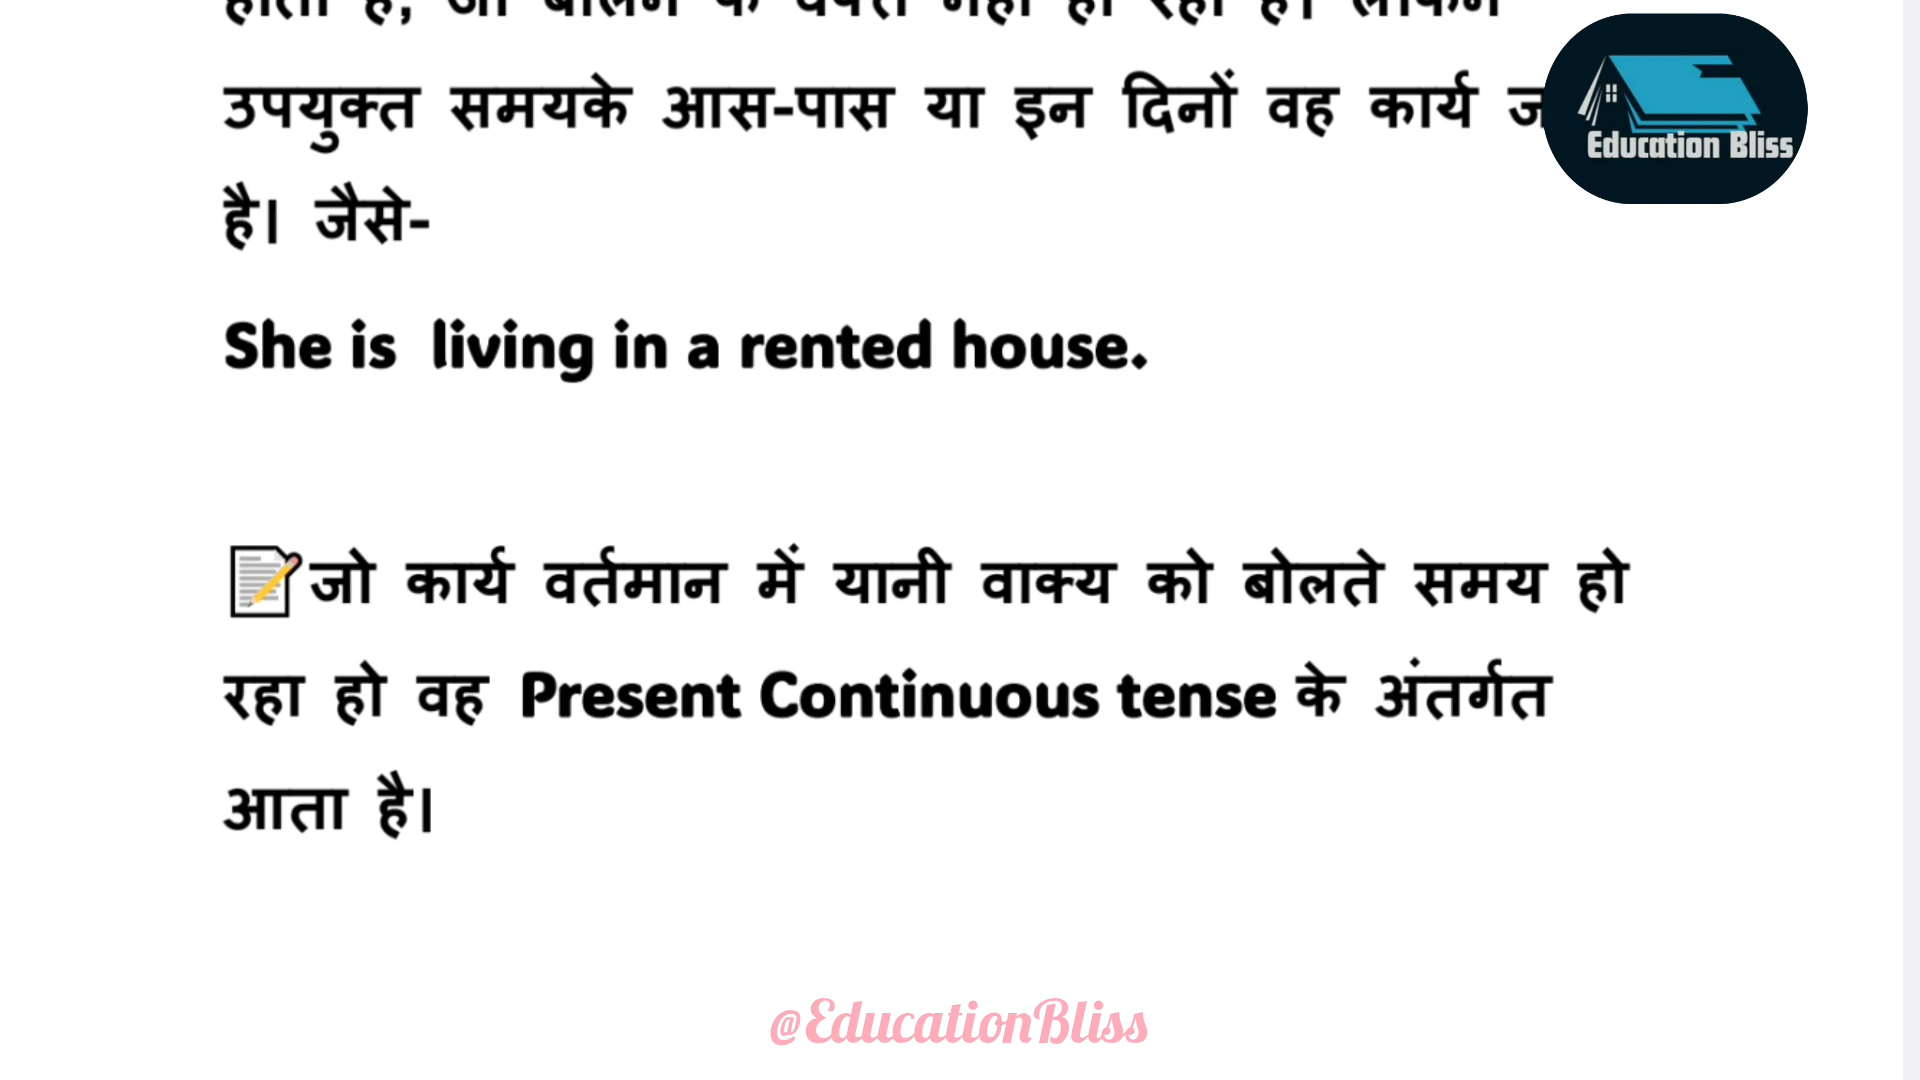 उपयुक्त समयके आस-पास या इन दिनों वह कार्य
है। जैसे-
She is living in a rented house.
📝जो कार्य वर्तमान में यानी वाक्य को बोलते समय हो
रहा हो वह Present Continuous tense के अंतर्गत
आता है।
Education Bliss
@EducationBliss